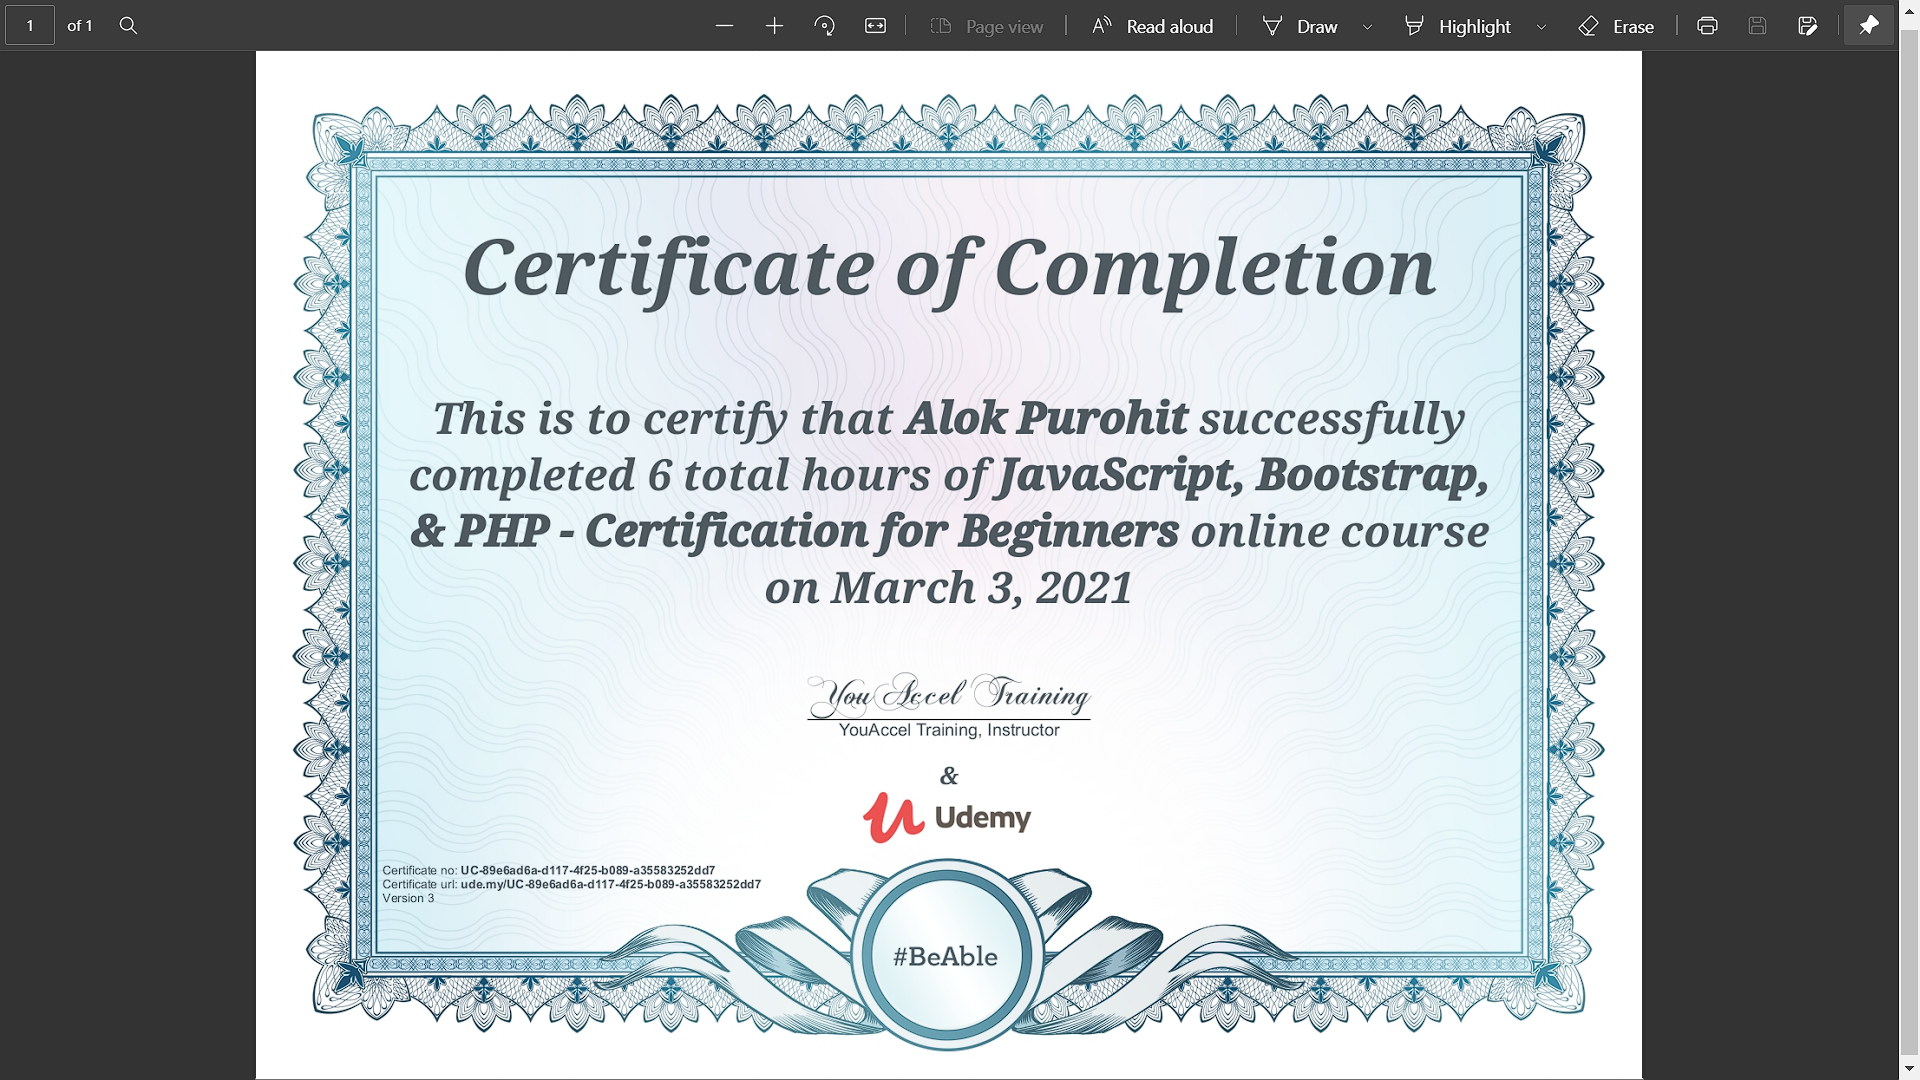 1 of 1 Page view Read aloud Draw Highlight Erase
Certificate of Completion
This is to certify that Alok Purohit successfully
completed 6 total hours of JavaScript, Bootstrap,
& PHP - Certification for Beginners online course
on March 3, 2021
You Accel Training
YouAccel Training, Instructor
&
Udemy
Certificate no: UC-89e6ad6a-d117-4f25-b089-a35583252dd7
Certificate url: ude.my/UC-89e6ad6a-d117-4f25-b089-a35583252dd7
Version 3
#BeAble